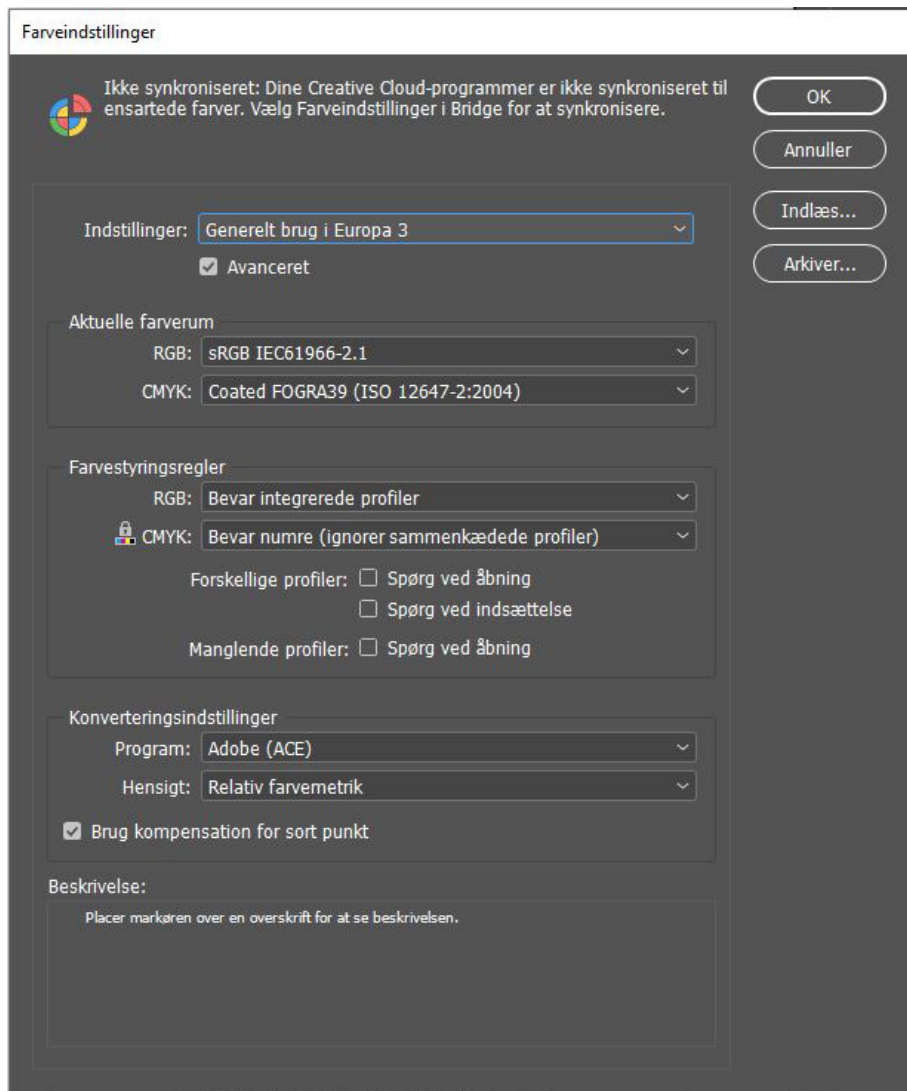 Farveindstillinger
Ikke synkroniseret: Dine Creative Cloud-programmer er ikke synkroniseret til
ensartede farver. Vælg Farveindstillinger i Bridge for at synkronisere.
OK
Annuller
Indlæs...
Arkiver...
Indstillinger: Generelt brug i Europa 3
Avanceret
Aktuelle farverum
RGB: sRGB IEC61966-2.1
CMYK: Coated FOGRA39 (ISO 12647-2:2004)
Farvestyringsregler
RGB: Bevar integrerede profiler
CMYK: Bevar numre (ignorer sammenkædede profiler)
Forskellige profiler: Spørg ved åbning
Spørg ved indsættelse
Manglende profiler: Spørg ved åbning
Konverteringsindstillinger
Program: Adobe (ACE)
Hensigt: Relativ farvemetrik
Brug kompensation for sort punkt
Beskrivelse:
Placer markøren over en overskrift for at se beskrivelsen.